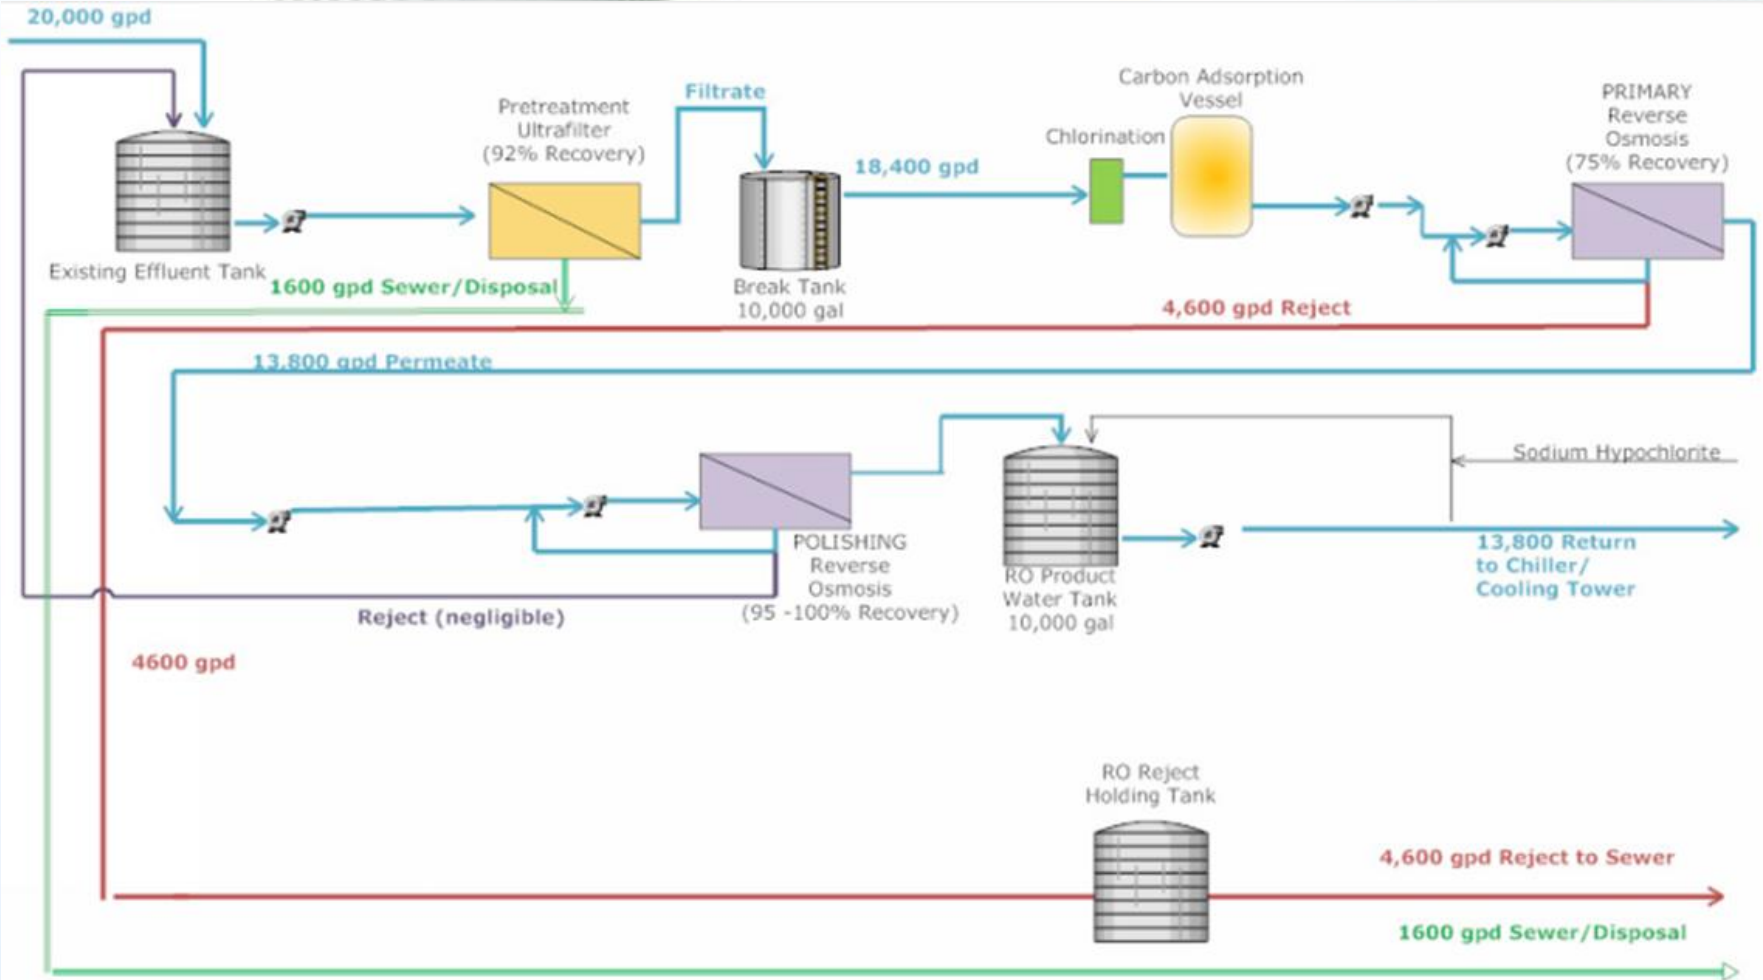 20,000 gpd
Pretreatment
Ultrafilter
(92% Recovery)
Filtrate
Carbon Adsorption
Vessel
Chlorination
PRIMARY
Reverse
Osmosis
(75% Recovery)
18,400 gpd
Existing Effluent Tank
1600 gpd Sewer/Disposal
Break Tank
10,000 gal
4,600 gpd Reject
13,800 gpd Permeate
Sodium Hypochlorite
POLISHING
Reverse
Osmosis
(95 -100% Recovery)
RO Product
Water Tank
10,000 gal
13,800 Return
to Chiller/
Cooling Tower
Reject (negligible)
4600 gpd
RO Reject
Holding Tank
4,600 gpd Reject to Sewer
1600 gpd Sewer/Disposal